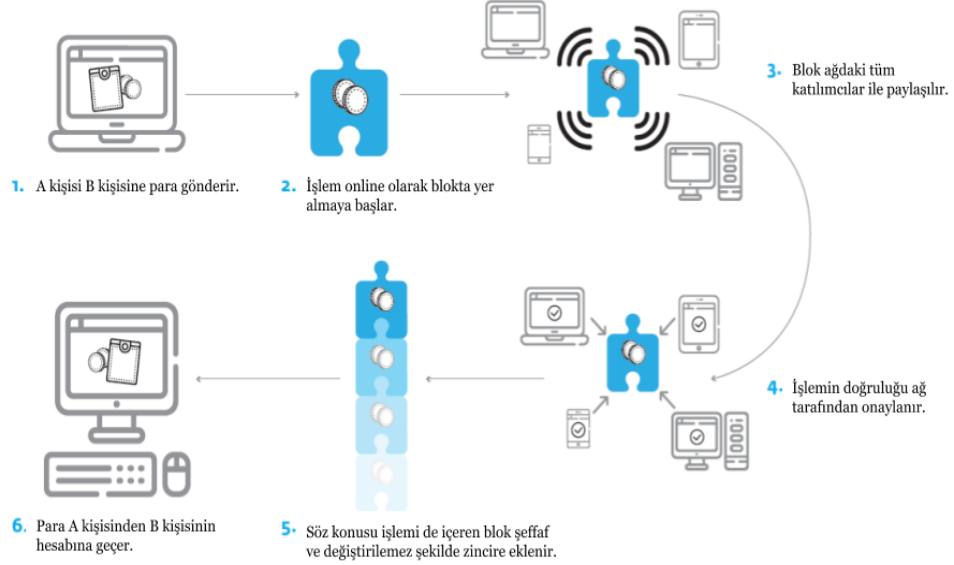 1. A kişisi B kişisine para gönderir.
2. İşlem online olarak blokta yer
almaya başlar.
3. Blok ağdaki tüm
katılımcılar ile paylaşılır.
4. İşlemin doğruluğu ağ
tarafından onaylanır.
5. Söz konusu işlemi de içeren blok şeffaf
ve değiştirilemez şekilde zincire eklenir.
6. Para A kişisinden B kişisinin
hesabına geçer.